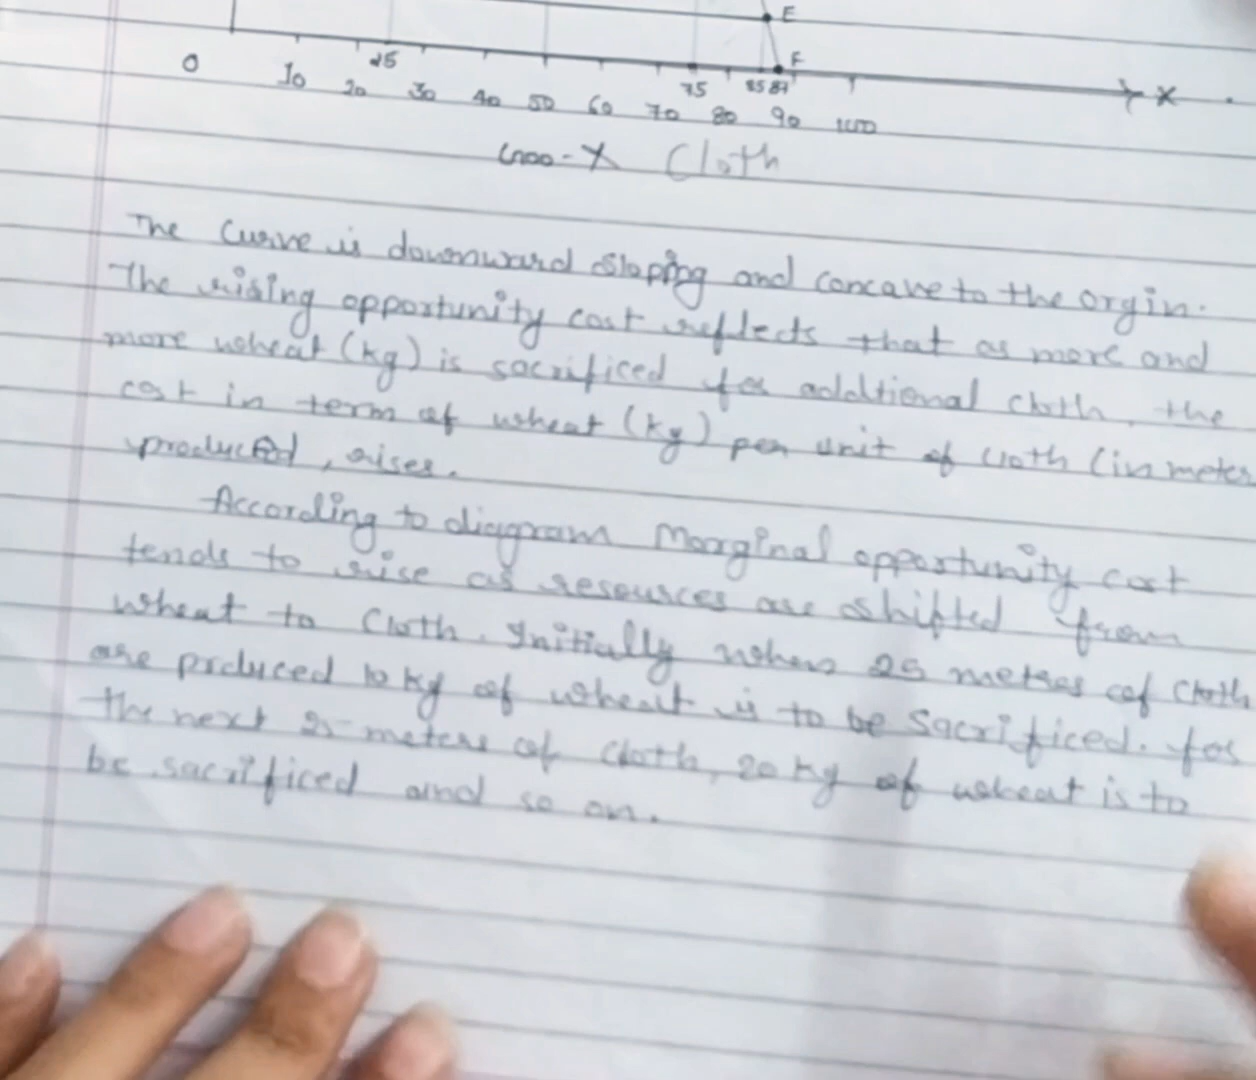 E
F
X
0 10 20 25 30 40 50 60 70 75 80 85 87 90 100
Good-X Cloth
The curve is downward sloping and concave to the orgin.
The rising opportunity cost reflects that as more and
more wheat (kg) is sacrificed for additional cloth, the
cost in term of wheat (kg) per unit of cloth (in meter
produced, rises.
According to diagram Marginal opportunity cost
tends to rise as resources are shifted from
wheat to cloth. Initially when 25 metres of cloth
are prduced 10 kg of wheat is to be sacrificed. for
the next 25 meters of cloth, 20 kg of wheat is to
be sacrificed and so on.